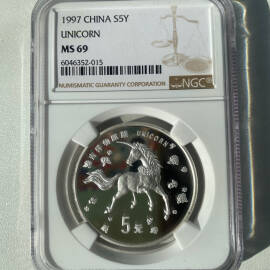 1997 CHINA S5Y
UNICORN
MS 69
6046352-015
NGC
NUMISMATIC GUARANTY CORPORATION
UNICORN
5元